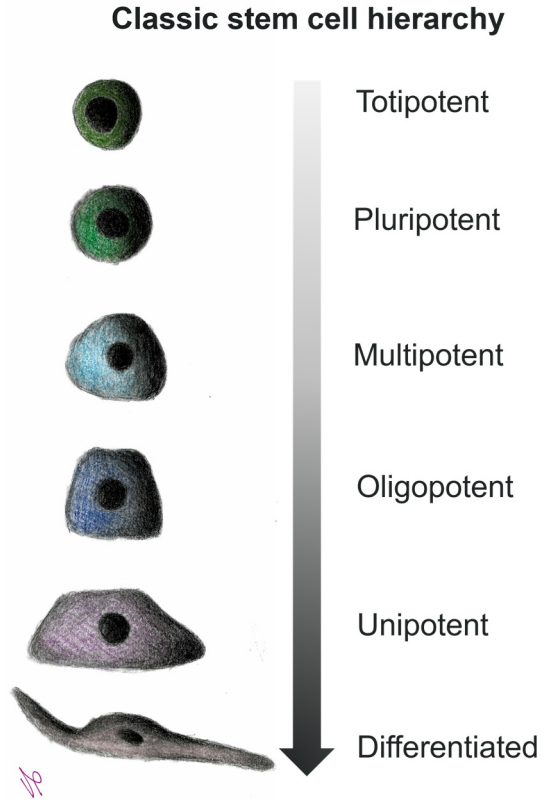 Classic stem cell hierarchy
Totipotent
Pluripotent
Multipotent
Oligopotent
Unipotent
Differentiated